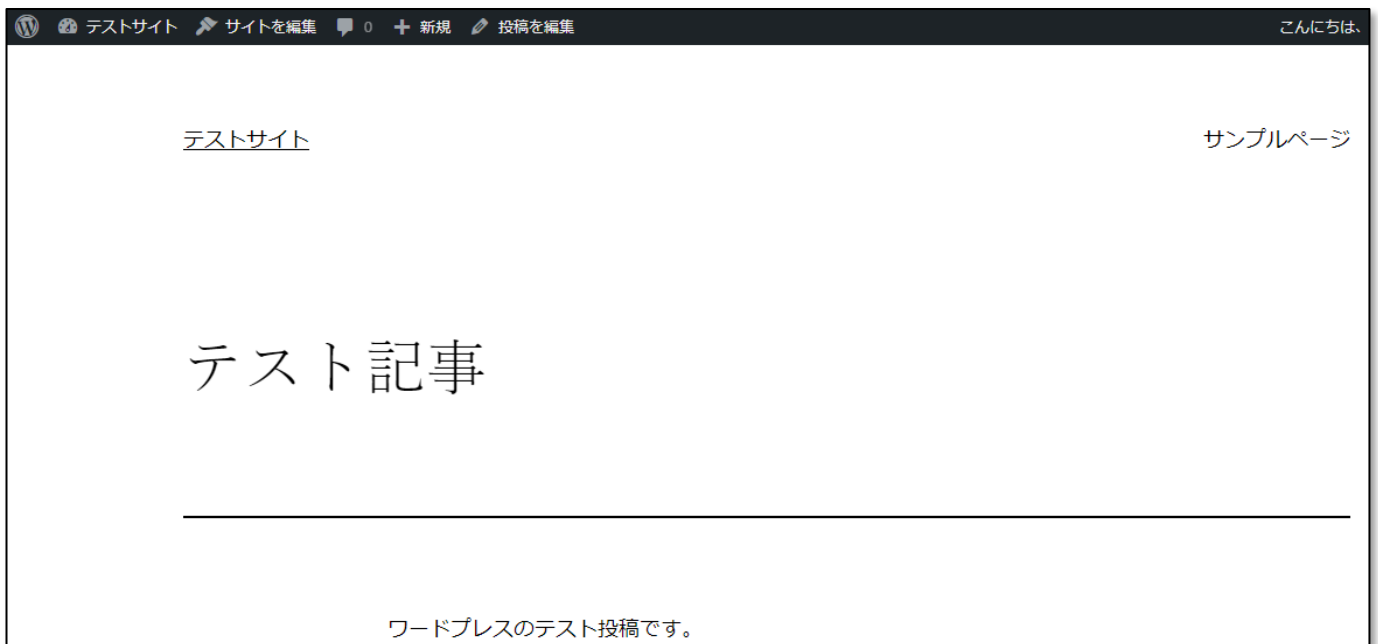 テストサイト サイトを編集 0 新規 投稿を編集 こんにちは、
テストサイト サンプルページ
テスト記事
ワードプレスのテスト投稿です。